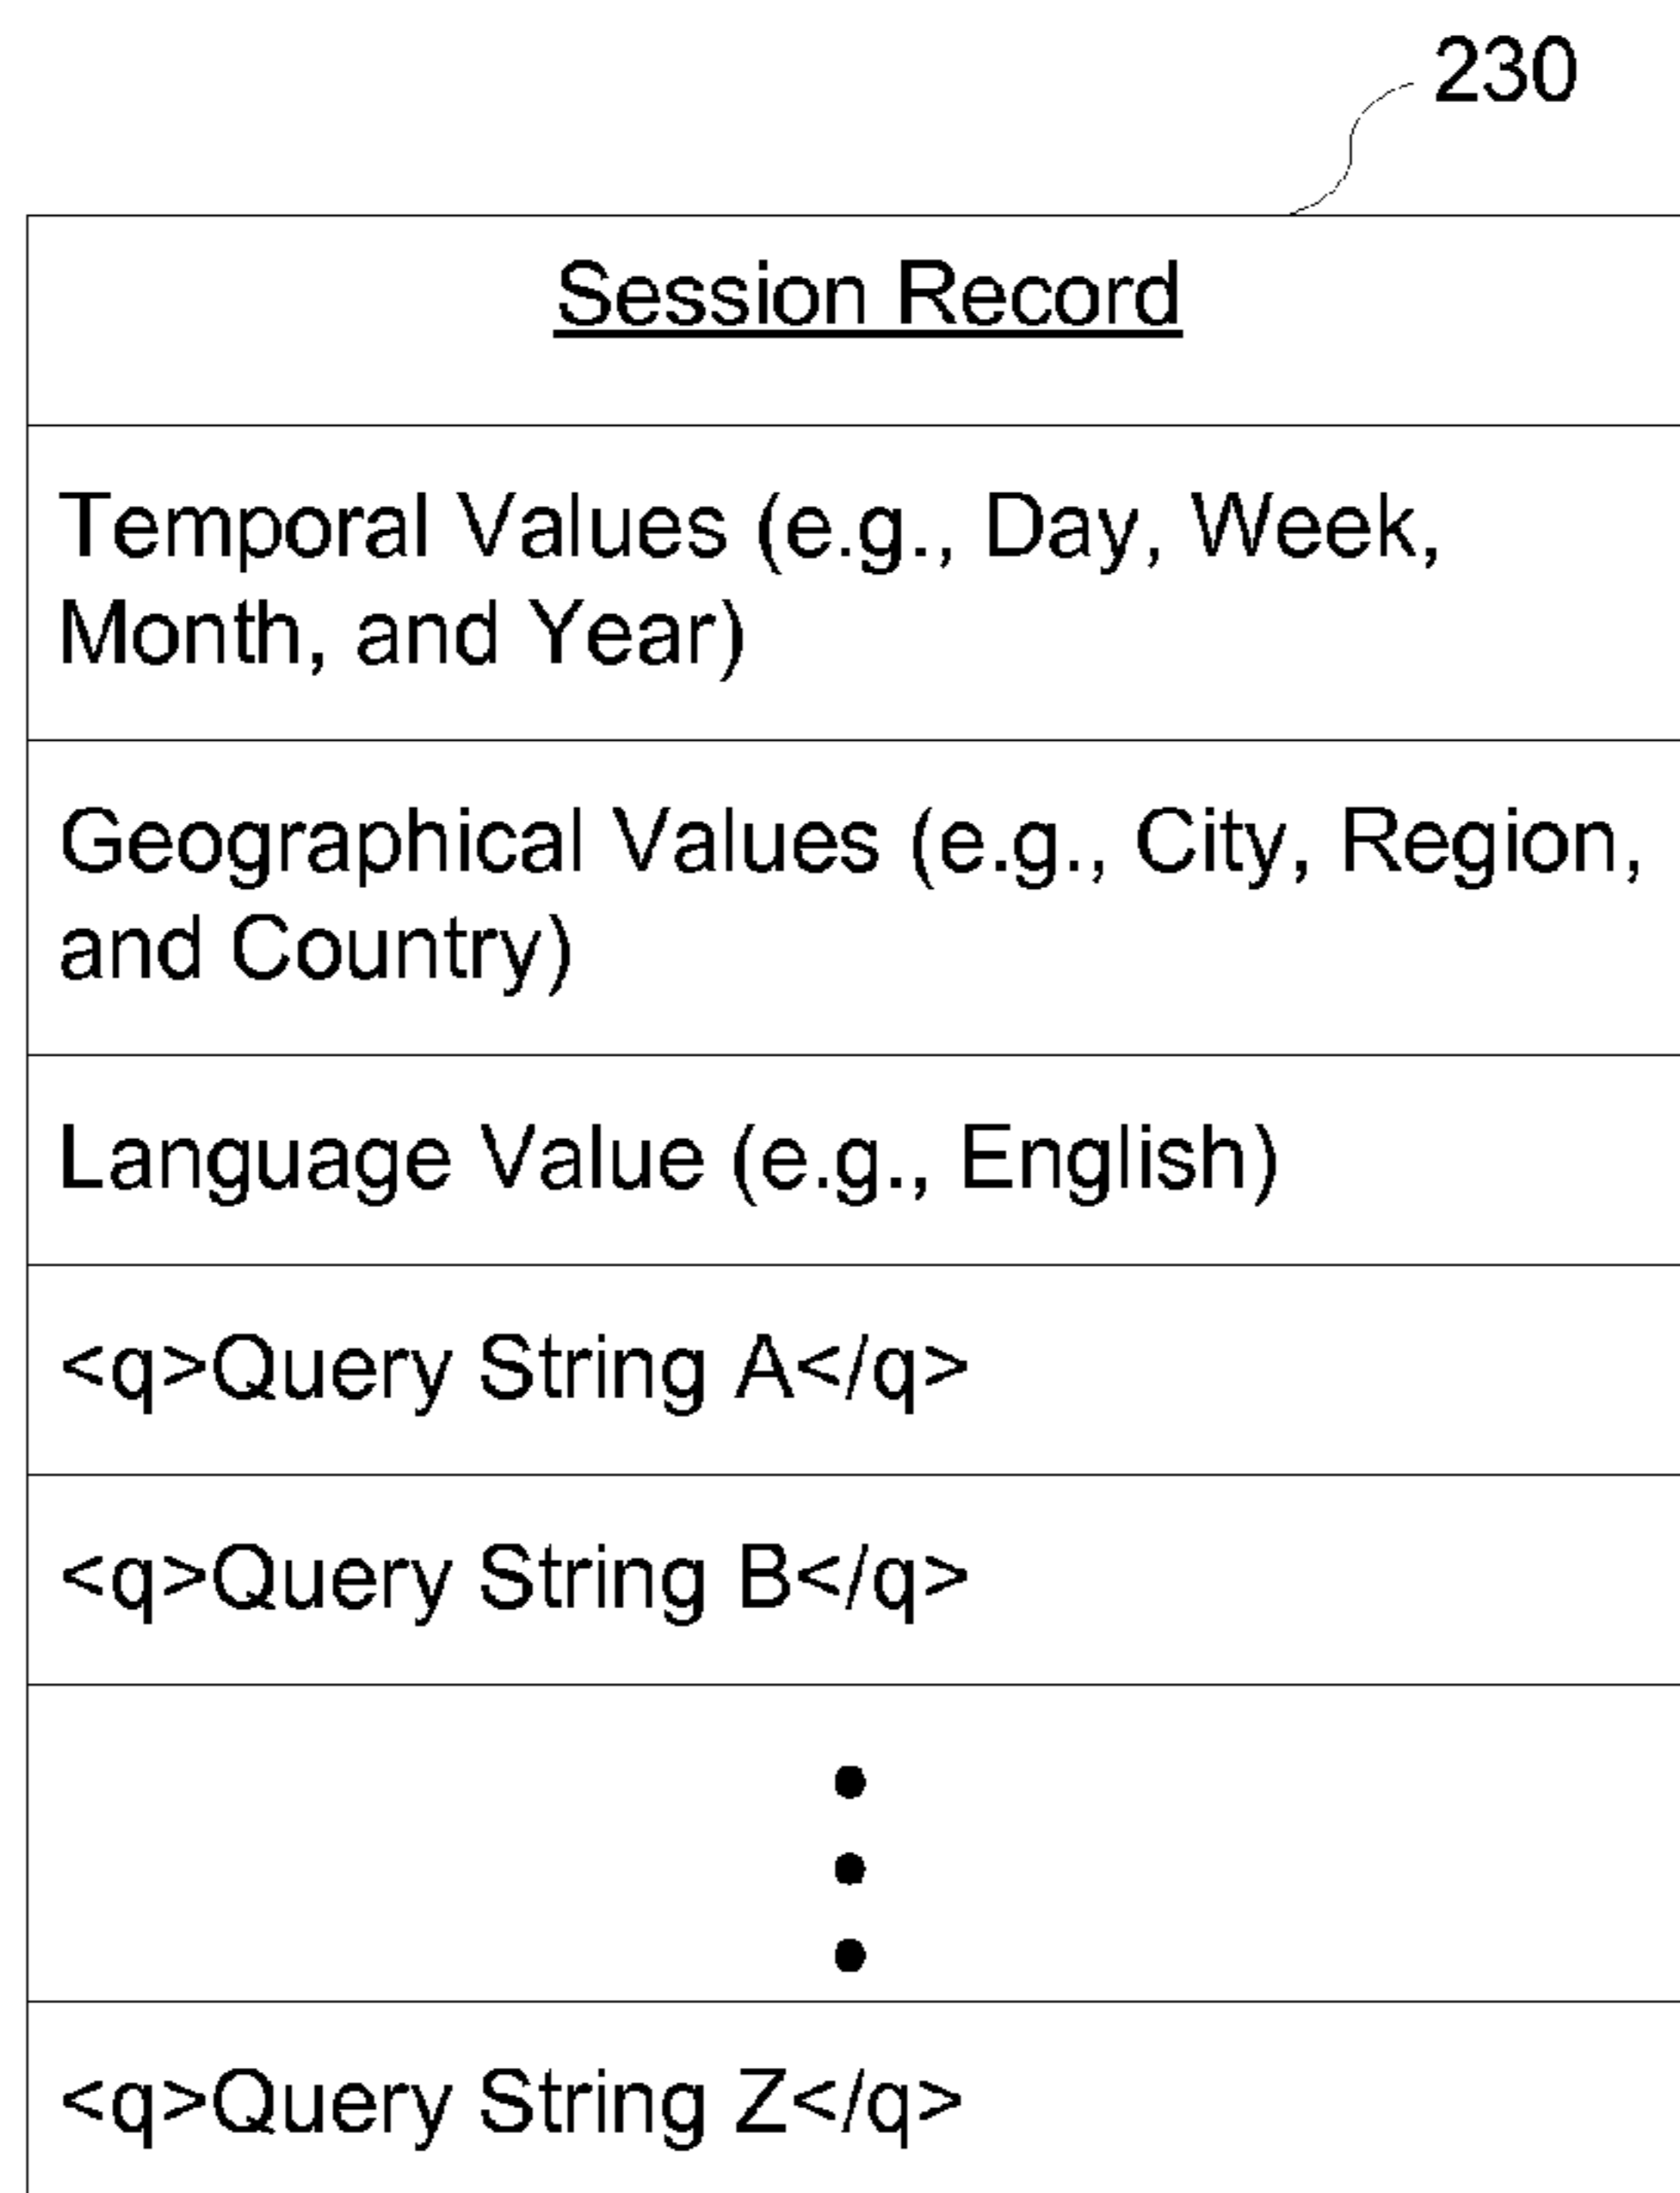 230
Session Record
Temporal Values (e.g., Day, Week,
Month, and Year)
Geographical Values (e.g., City, Region,
and Country)
Language Value (e.g., English)
<q>Query String A</q>
<q>Query String B</q>
<q>Query String Z</q>